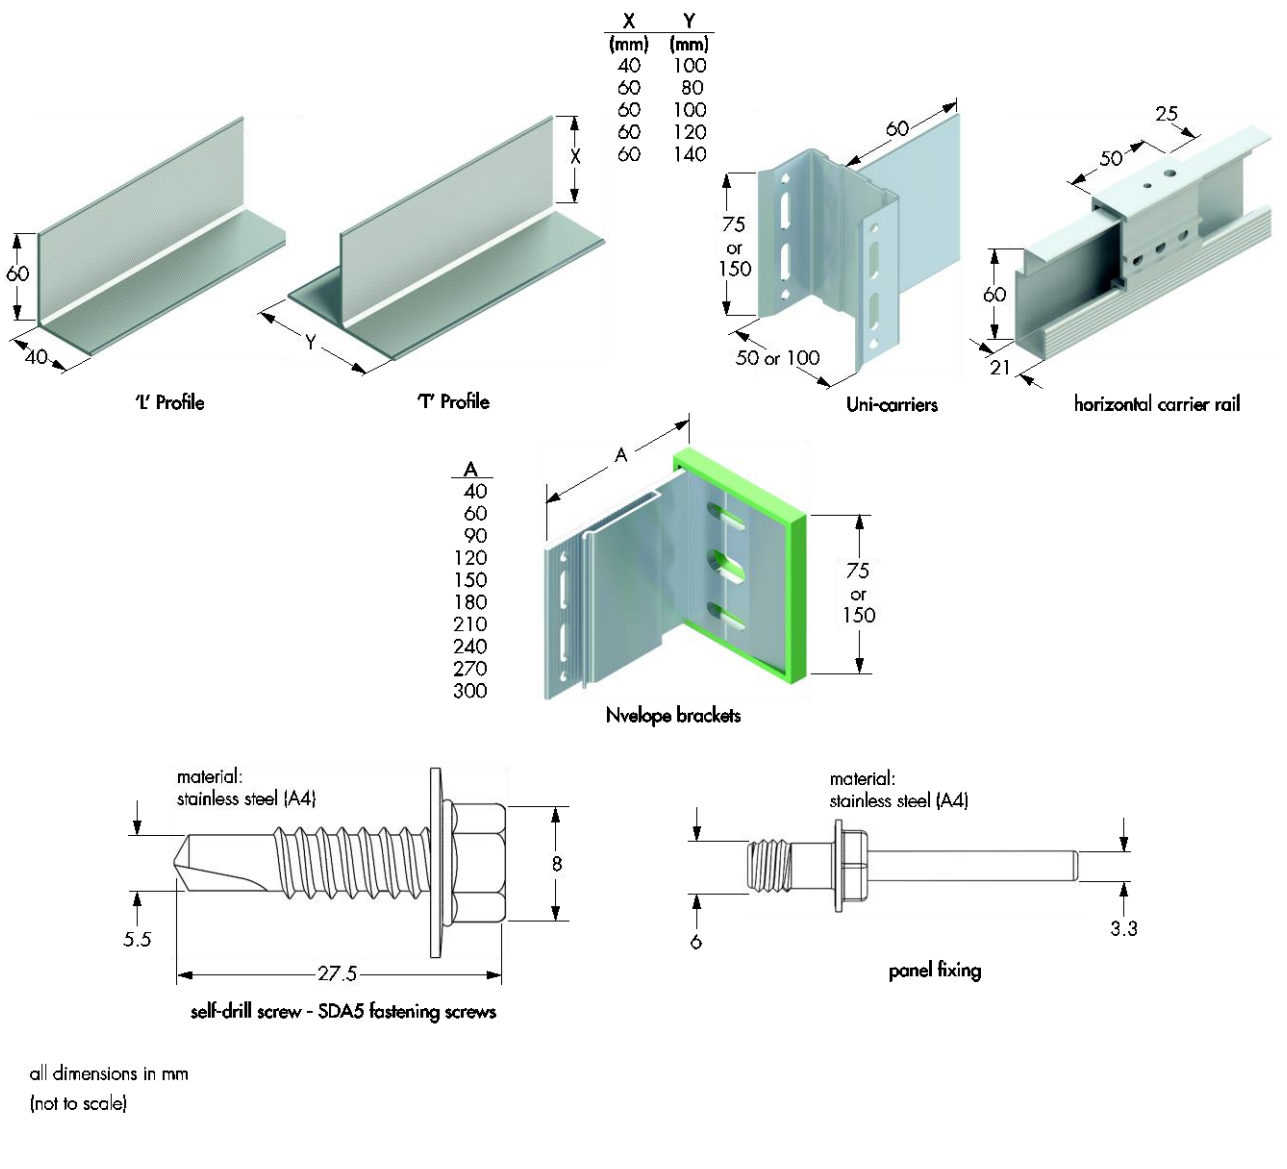 X Y
(mm) (mm)
40 100
60 80
60 100
60 120
60 140
60
40
'L' Profile
X
Y
'T' Profile
60
75
or
150
50 or 100
Uni-carriers
25
50
60
21
horizontal carrier rail
A
40
60
90
120
150
180
210
240
270
300
A
75
or
150
Nvelope brackets
material:
stainless steel (A4)
5.5
8
27.5
self-drill screw - SDA5 fastening screws
material:
stainless steel (A4)
6
3.3
panel fixing
all dimensions in mm
(not to scale)